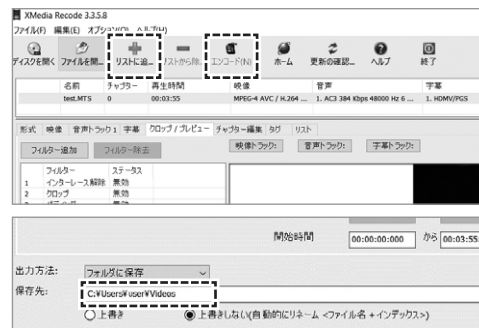 XMedia Recode 3.3.5.8
ファイル(F) 編集(E) オプション(O) ヘルプ(H)
ディスクを開く ファイルを開... リストに追... リストから除... エンコード(N) ホーム 更新の確認... ヘルプ 終了
名前 チャプター 再生時間 映像 音声 字幕
test.MTS 0 00:03:55 MPEG-4 AVC / H.264 ... 1. AC3 384 Kbps 48000 Hz 6 ... 1. HDMV/PGS
形式 映像 音声トラック1 字幕 クロップ / プレビュー チャプター編集 タグ リスト
フィルター追加 フィルター除去 映像トラック: 音声トラック: 字幕トラック:
フィルター ステータス
1 インターレース解除 無効
2 クロップ 無効
開始時間 00:00:00:000 から 00:03:55:
出力方法: フォルダに保存
保存先: C:¥Users¥user¥Videos
上書き 上書きしない(自動的にリネーム <ファイル名 + インデックス>)